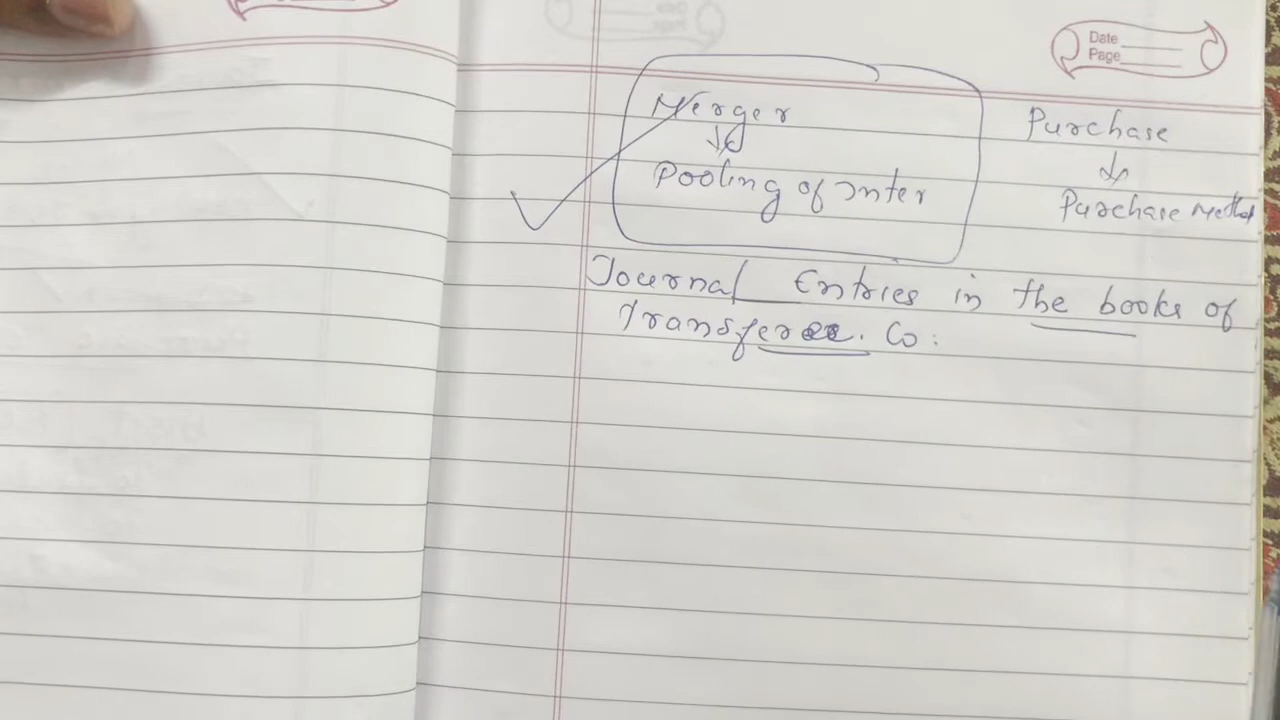 Date
Page
Merger
Pooling of Inter
Purchase
Purchase Method
Journal Entries in the books of
Transferee. Co: